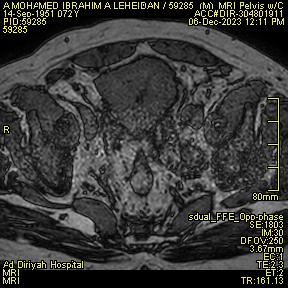 A MOHAMED IBRAHIM A LEHEIDAN / 59285 (M) MRI Pelvis w/C
14-Sep-1951 072Y ACC#DIR-304801911
PID:59285 06-Dec-2023 12:11 PM
59285
R
80mm
sdual_FFE_Opp-phase
SE:1803
IM:30
DFOV:250
3.67mm
EC:1
Ad Diriyah Hospital TE:2.3
MRI ET:2
MRI TR:161.13